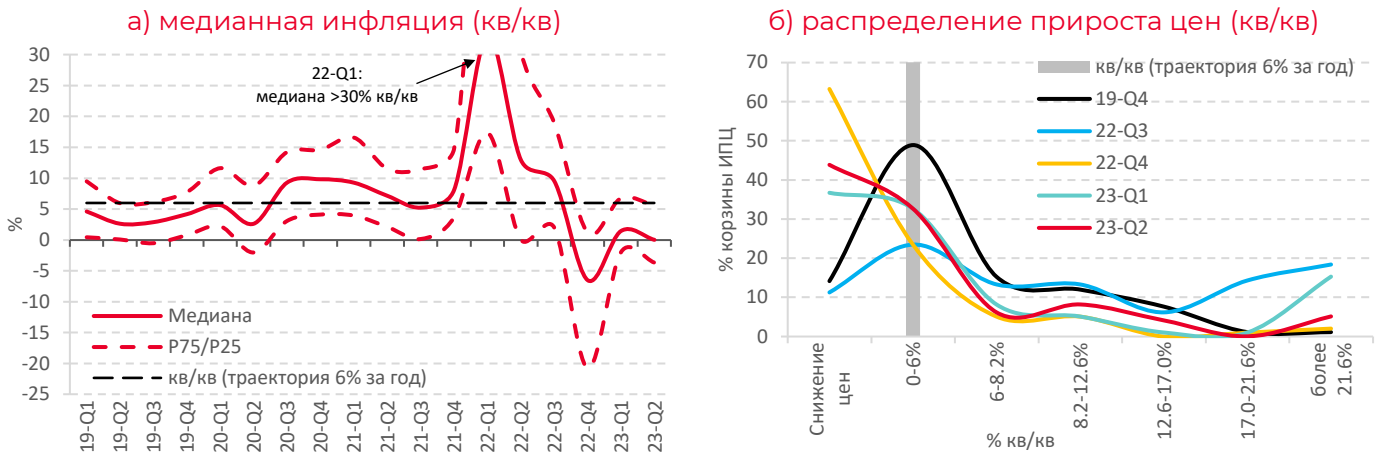 а) медианная инфляция (кв/кв)
30
25
20
15
10
5
0
-5
-10
-15
-20
-25
%
22-Q1:
медиана >30% кв/кв
Медиана
P75/P25
кв/кв (траектория 6% за год)
19-Q1
19-Q2
19-Q3
19-Q4
20-Q1
20-Q2
20-Q3
20-Q4
21-Q1
21-Q2
21-Q3
21-Q4
22-Q1
22-Q2
22-Q3
22-Q4
23-Q1
23-Q2
б) распределение прироста цен (кв/кв)
70
60
50
40
30
20
10
0
% корзины ИПЦ
кв/кв (траектория 6% за год)
19-Q4
22-Q3
22-Q4
23-Q1
23-Q2
Снижение
цен
0-6%
6-8.2%
8.2-12.6%
12.6-17.0%
17.0-21.6%
более
21.6%
% кв/кв